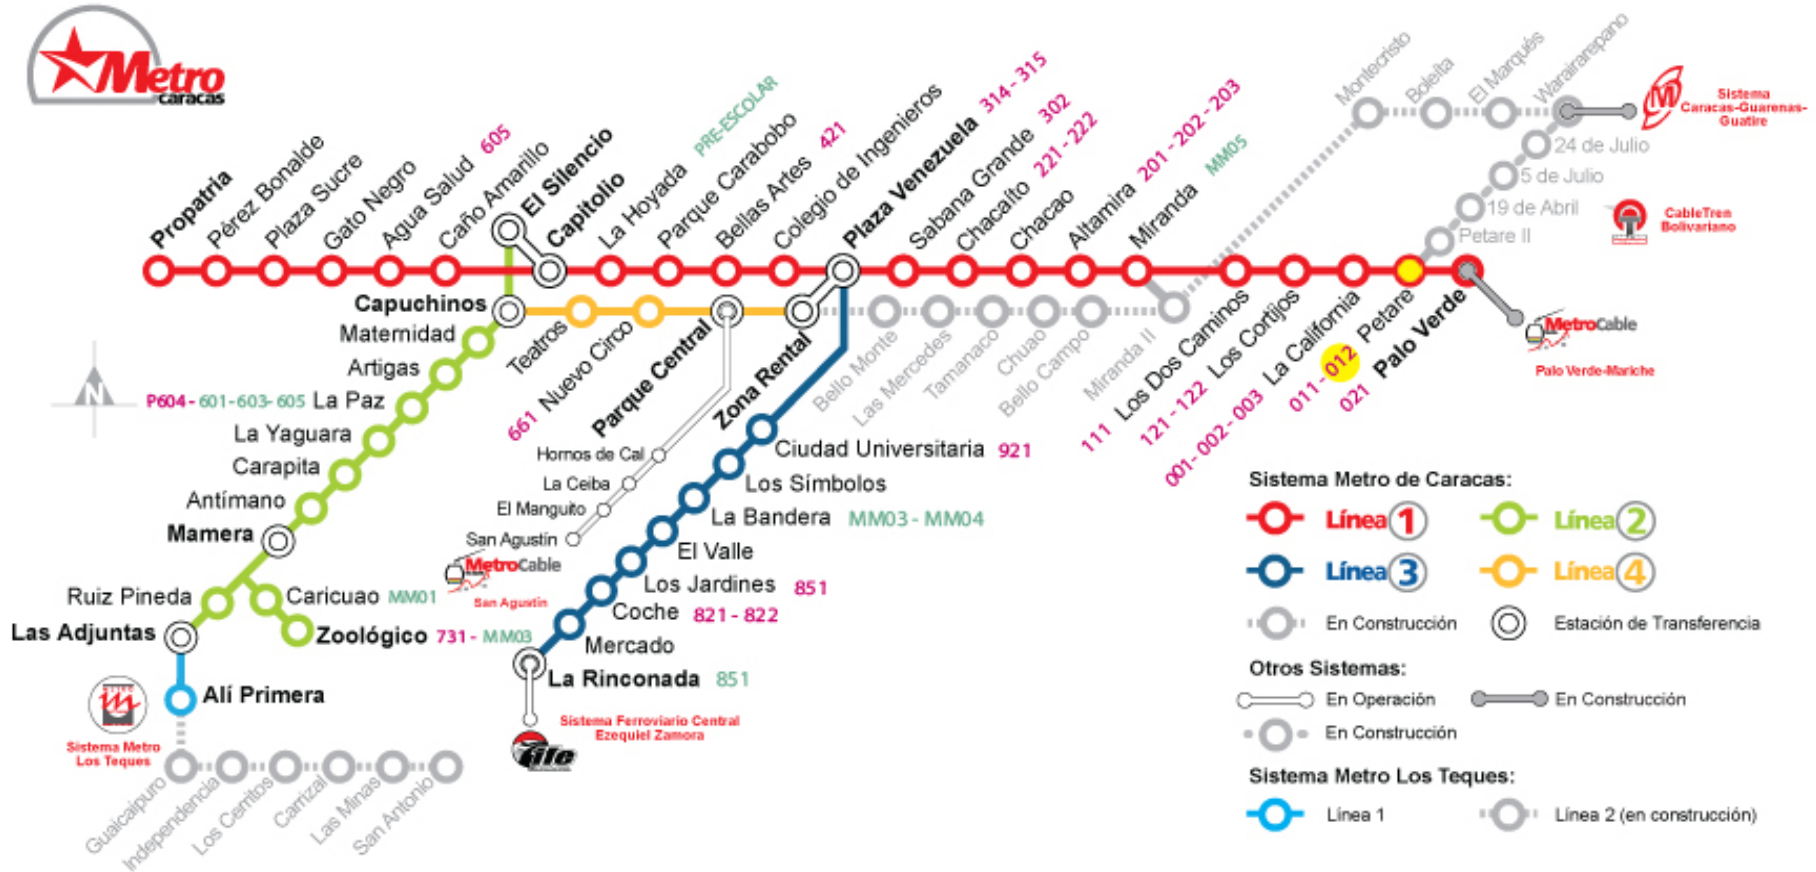 Metro
caracas
Propatria
Pérez Bonalde
Plaza Sucre
Gato Negro
Agua Salud 605
Caño Amarillo
El Silencio
Capitolio
La Hoyada PRE-ESCOLAR
Parque Carabobo
Bellas Artes 421
Colegio de Ingenieros
Plaza Venezuela 314 - 315
Sabana Grande 302
Chacaíto 221 - 222
Chacao
Altamira 201 - 202 - 203
Miranda MM05
111 Los Dos Caminos
121 - 122 Los Cortijos
001- 002 - 003 La California
011 - 012 Petare
021 Palo Verde
Montecristo
Boleíta
El Marqués
Warairarepano
24 de Julio
5 de Julio
19 de Abril
Petare II
M
Sistema
Caracas-Guarenas-
Guatire
CableTren
Bolivariano
MetroCable
Palo Verde-Mariche
Capuchinos
Teatros
661 Nuevo Circo
Parque Central
Zona Rental
Bello Monte
Las Mercedes
Tamanaco
Chuao
Bello Campo
Miranda II
Maternidad
Artigas
P604 - 601 - 603- 605 La Paz
La Yaguara
Carapita
Antímano
Mamera
Ruiz Pineda
Caricuao MM01
Las Adjuntas
Zoológico 731 - MM03
Alí Primera
N
Hornos de Cal
La Ceiba
El Manguito
San Agustín
MetroCable
San Agustín
Ciudad Universitaria 921
Los Símbolos
La Bandera MM03 - MM04
El Valle
Los Jardines 851
Coche 821 - 822
Mercado
La Rinconada 851
Sistema Ferroviario Central
Ezequiel Zamora
ife
Sistema Metro
Los Teques
Guaicaipuro
Independencia
Los Cerritos
Carrizal
Las Minas
San Antonio
Sistema Metro de Caracas:
Línea 1
Línea 2
Línea 3
Línea 4
En Construcción
Estación de Transferencia
Otros Sistemas:
En Operación
En Construcción
En Construcción
Sistema Metro Los Teques:
Línea 1
Línea 2 (en construcción)